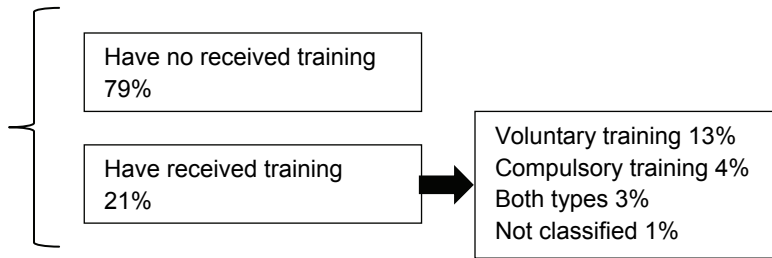 Have no received training
79%
Have received training
21%
Voluntary training 13%
Compulsory training 4%
Both types 3%
Not classified 1%